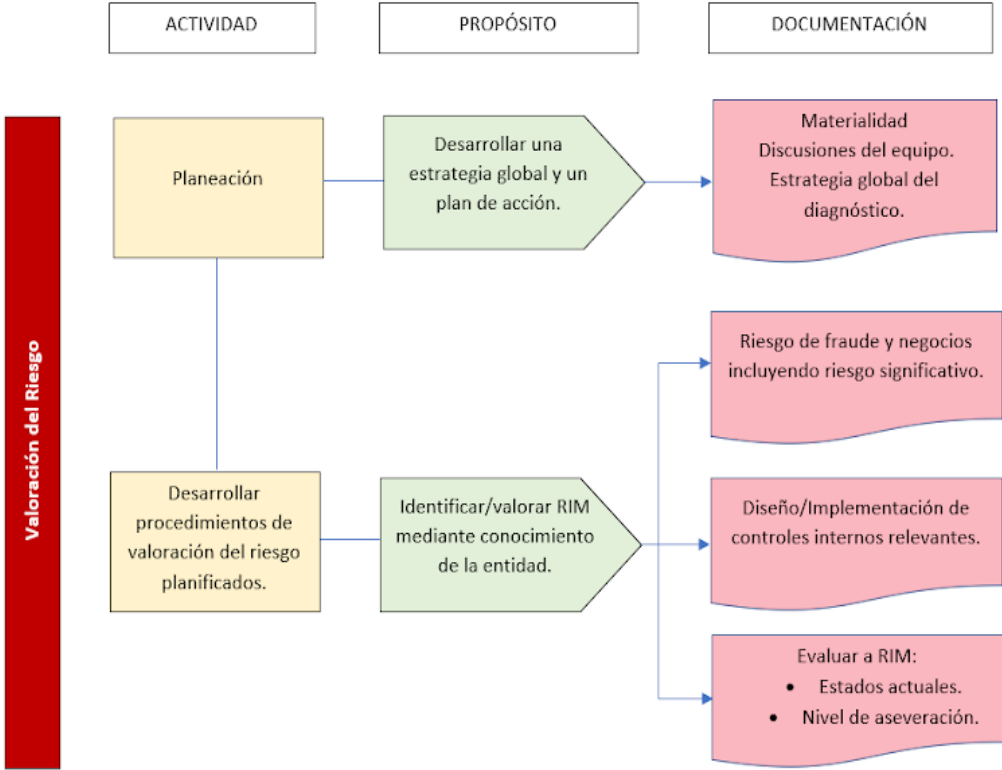 ACTIVIDAD
PROPÓSITO
DOCUMENTACIÓN
Valoración del Riesgo
Planeación
Desarrollar una
estrategia global y un
plan de acción.
Materialidad
Discusiones del equipo.
Estrategia global del
diagnóstico.
Riesgo de fraude y negocios
incluyendo riesgo significativo.
Desarrollar
procedimientos de
valoración del riesgo
planificados.
Identificar/valorar RIM
mediante conocimiento
de la entidad.
Diseño/Implementación de
controles internos relevantes.
Evaluar a RIM:
• Estados actuales.
• Nivel de aseveración.